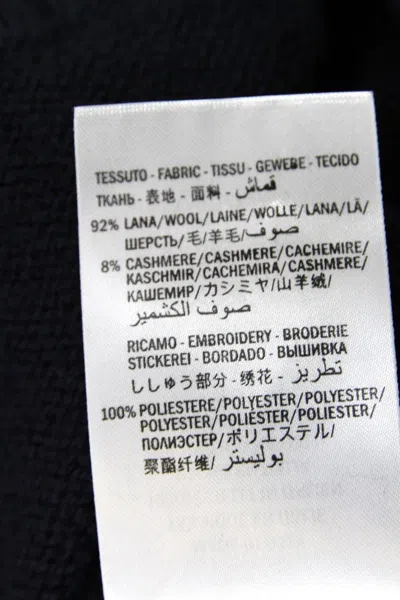 TESSUTO - FABRIC - TISSU - GEWEBE - TECIDO
ТКАНЬ - 表地 - 面料 - قماش
92% LANA/WOOL/LAINE/WOLLE/LANA/LÃ/
ШЕРСТЬ/毛/羊毛/صوف
8% CASHMERE/CASHMERE/CACHEMIRE/
KASCHMIR/CACHEMIRA/CASHMERE/
КАШЕМИР/カシミヤ/山羊绒/
صوف الكشمير
RICAMO - EMBROIDERY - BRODERIE
STICKEREI - BORDADO - ВЫШИВКА
ししゅう部分 - 绣花 - تطريز
100% POLIESTERE/POLYESTER/POLYESTER/
POLYESTER/POLIÉSTER/POLIESTER/
ПОЛИЭСТЕР/ポリエステル/
聚酯纤维/ بوليستر